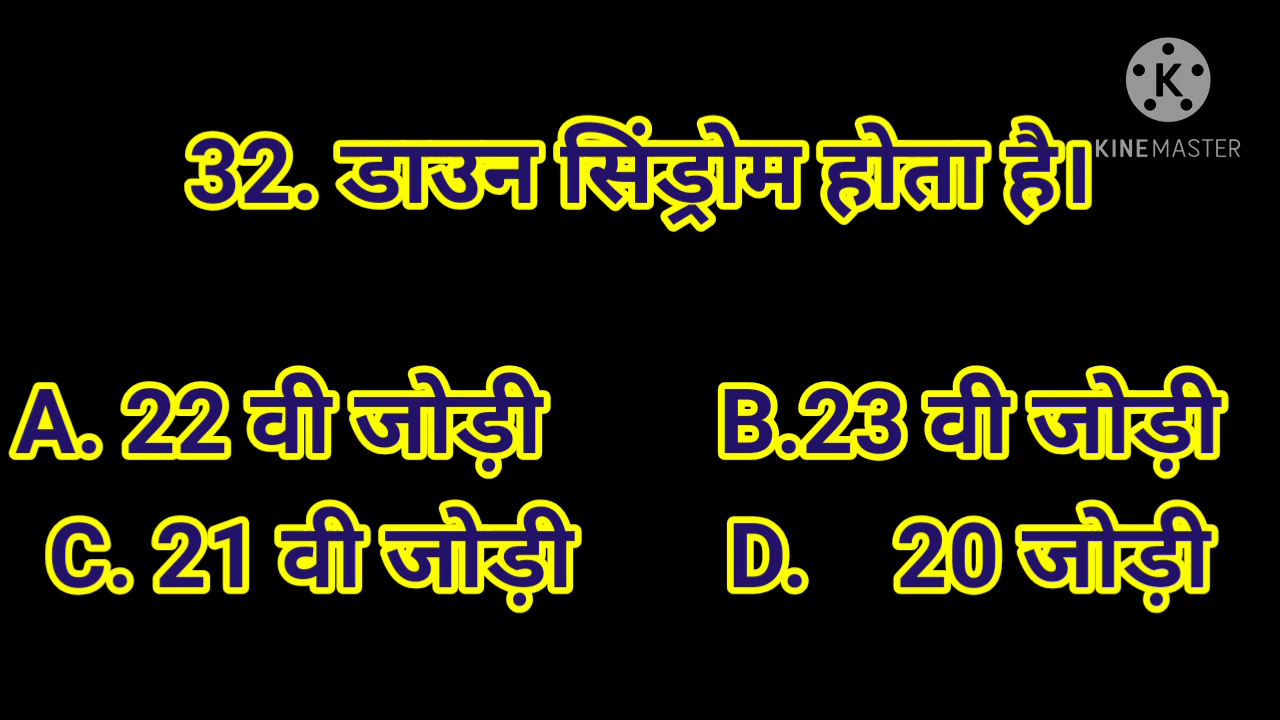 32. डाउन सिंड्रोम होता है।
KINEMASTER
A. 22 वी जोड़ी B.23 वी जोड़ी
C. 21 वी जोड़ी D. 20 जोड़ी